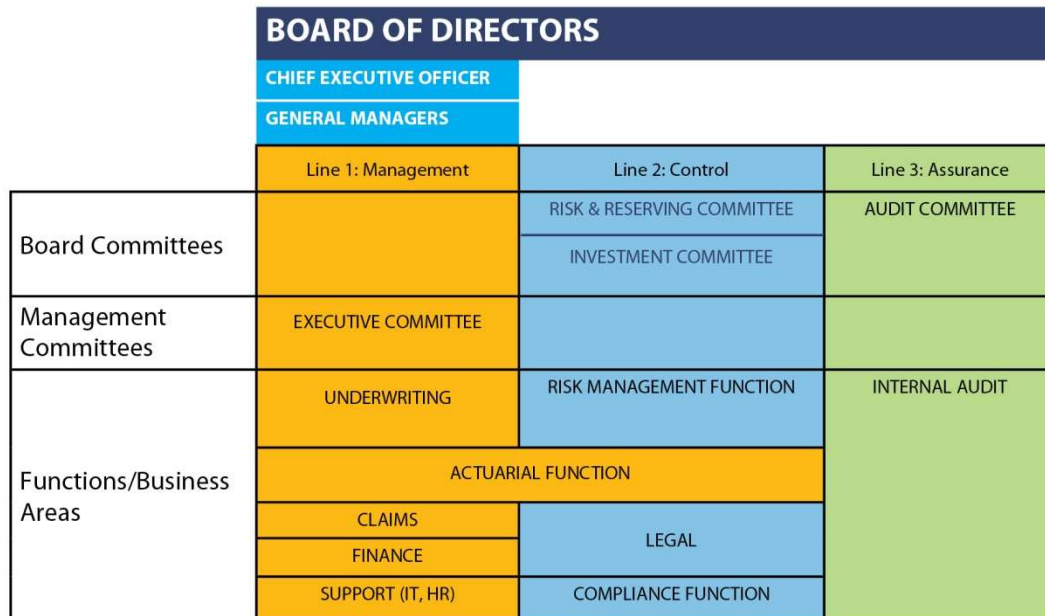 BOARD OF DIRECTORS
CHIEF EXECUTIVE OFFICER
GENERAL MANAGERS
Line 1: Management
Line 2: Control
Line 3: Assurance
Board Committees
RISK & RESERVING COMMITTEE
INVESTMENT COMMITTEE
AUDIT COMMITTEE
Management
Committees
EXECUTIVE COMMITTEE
Functions/Business
Areas
UNDERWRITING
RISK MANAGEMENT FUNCTION
INTERNAL AUDIT
ACTUARIAL FUNCTION
CLAIMS
FINANCE
LEGAL
SUPPORT (IT, HR)
COMPLIANCE FUNCTION